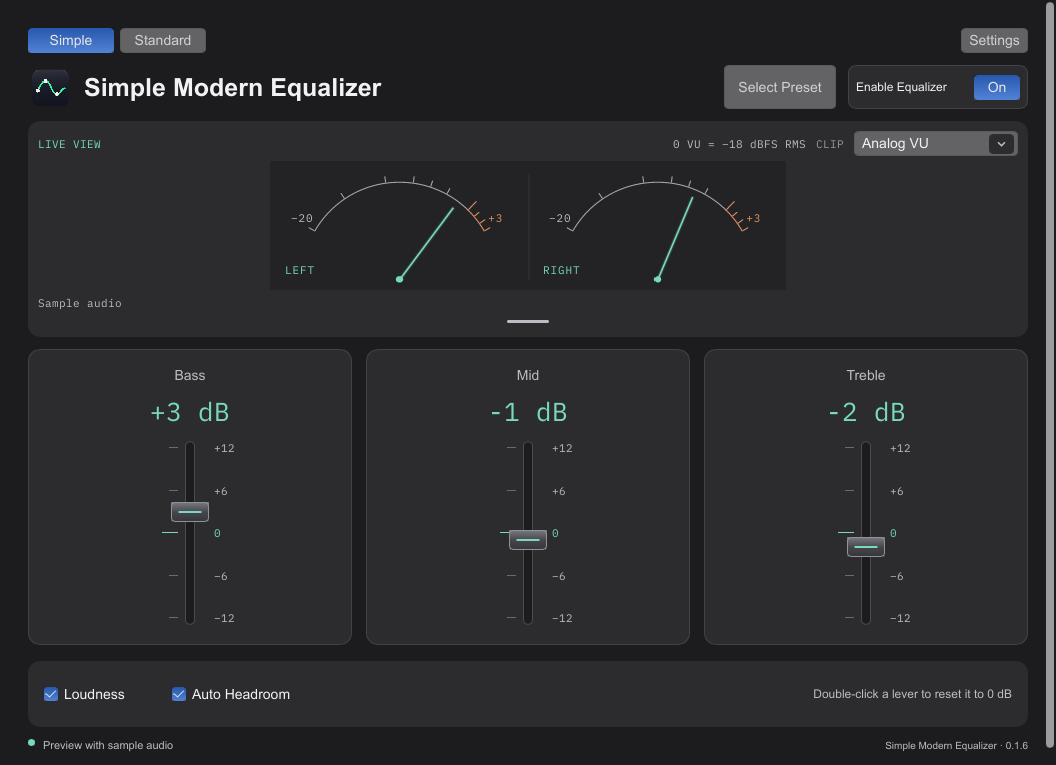 Simple
Standard
Settings
Simple Modern Equalizer
Select Preset
Enable Equalizer
On
LIVE VIEW
0 VU = −18 dBFS RMS
CLIP
Analog VU
−20
+3
LEFT
−20
+3
RIGHT
Sample audio
Bass
+3 dB
+12
+6
0
−6
−12
Mid
-1 dB
+12
+6
0
−6
−12
Treble
-2 dB
+12
+6
0
−6
−12
Loudness
Auto Headroom
Double-click a lever to reset it to 0 dB
Preview with sample audio
Simple Modern Equalizer · 0.1.6